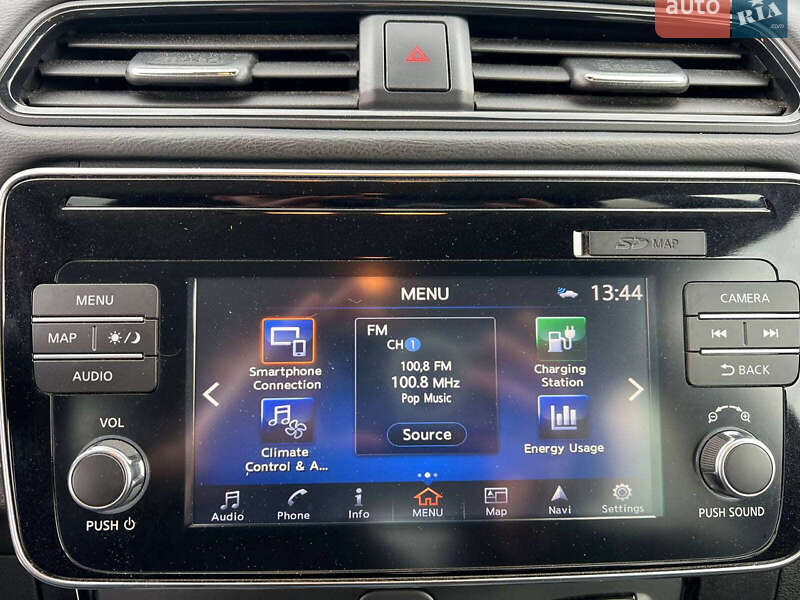 auto
RIA
.com
SD MAP
MENU
MAP
AUDIO
VOL
PUSH
MENU
13:44
Smartphone
Connection
Climate
Control & A...
FM
CH 1
100,8 FM
100.8 MHz
Pop Music
Source
Charging
Station
Energy Usage
Audio
Phone
Info
MENU
Map
Navi
Settings
CAMERA
BACK
PUSH SOUND